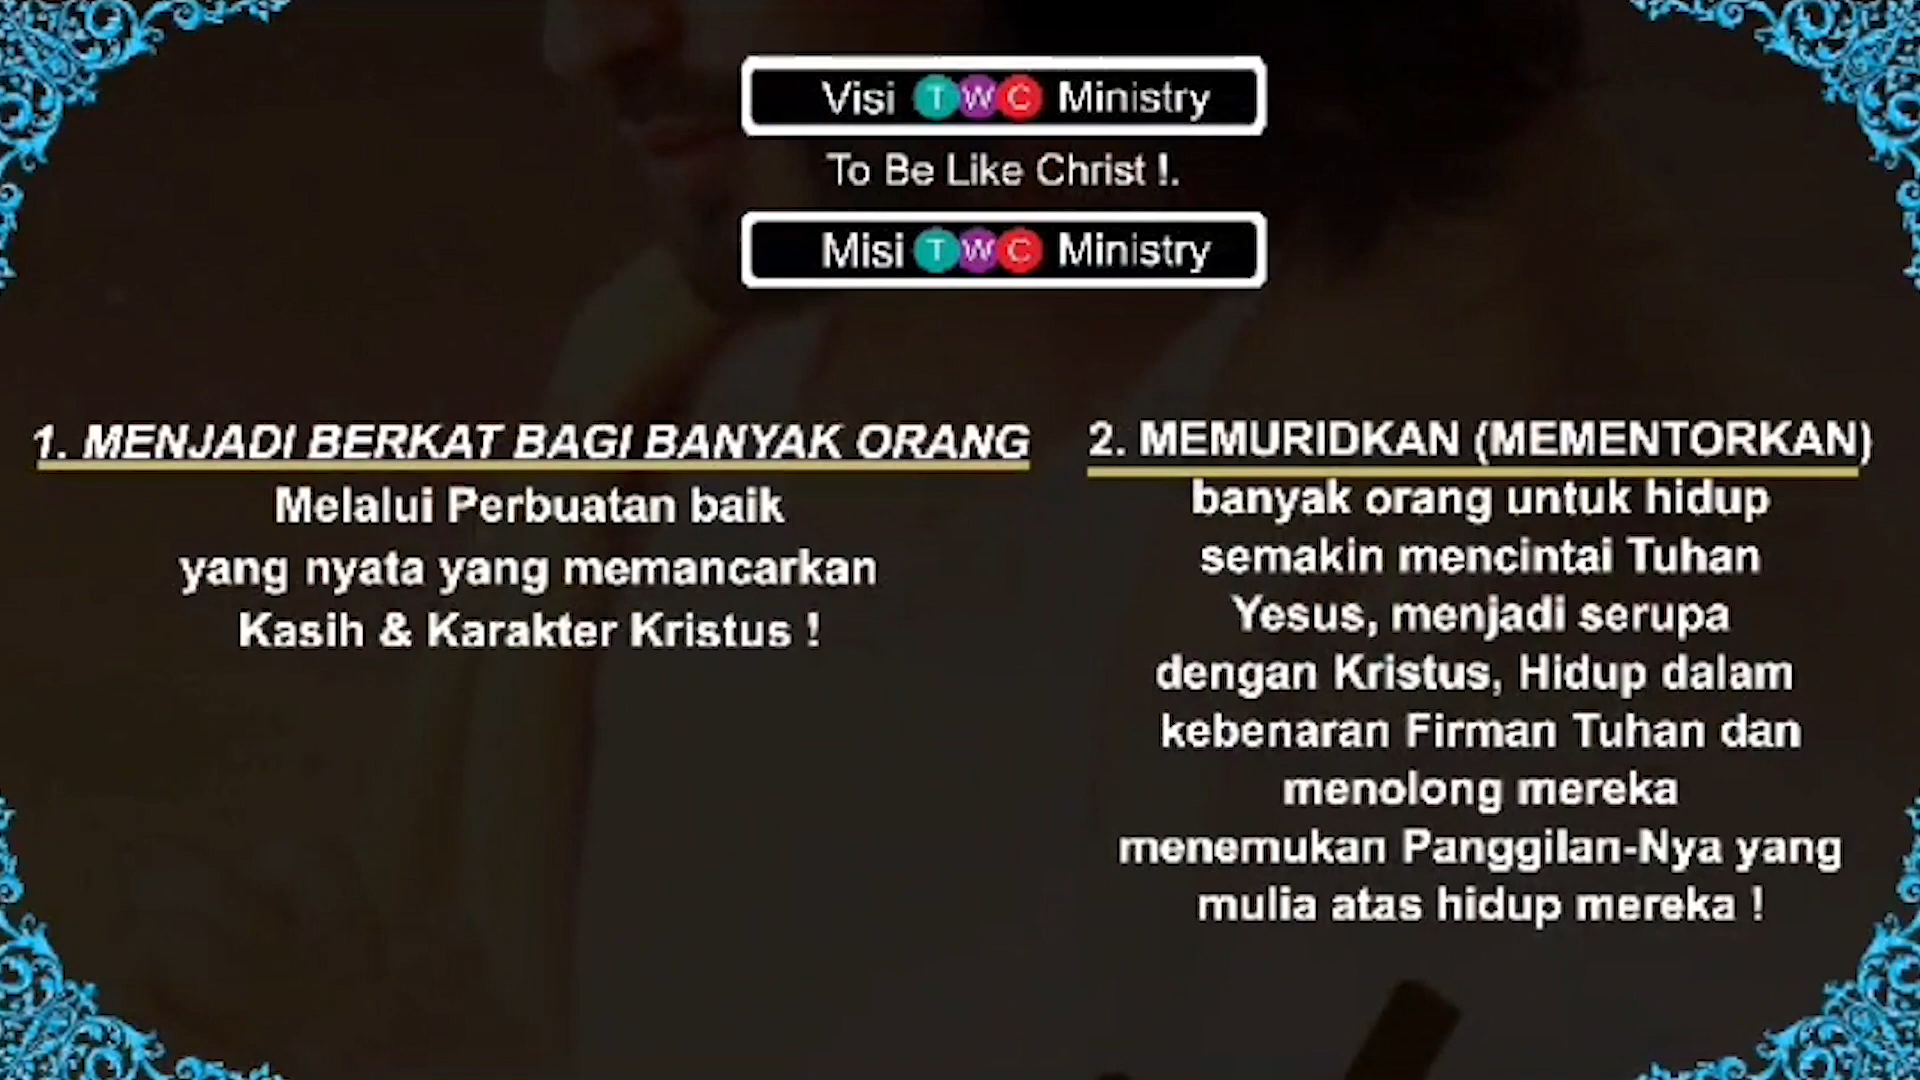 Visi TWC Ministry
To Be Like Christ !.
Misi TWC Ministry
1. MENJADI BERKAT BAGI BANYAK ORANG
Melalui Perbuatan baik
yang nyata yang memancarkan
Kasih & Karakter Kristus !
2. MEMURIDKAN (MEMENTORKAN)
banyak orang untuk hidup
semakin mencintai Tuhan
Yesus, menjadi serupa
dengan Kristus, Hidup dalam
kebenaran Firman Tuhan dan
menolong mereka
menemukan Panggilan-Nya yang
mulia atas hidup mereka !